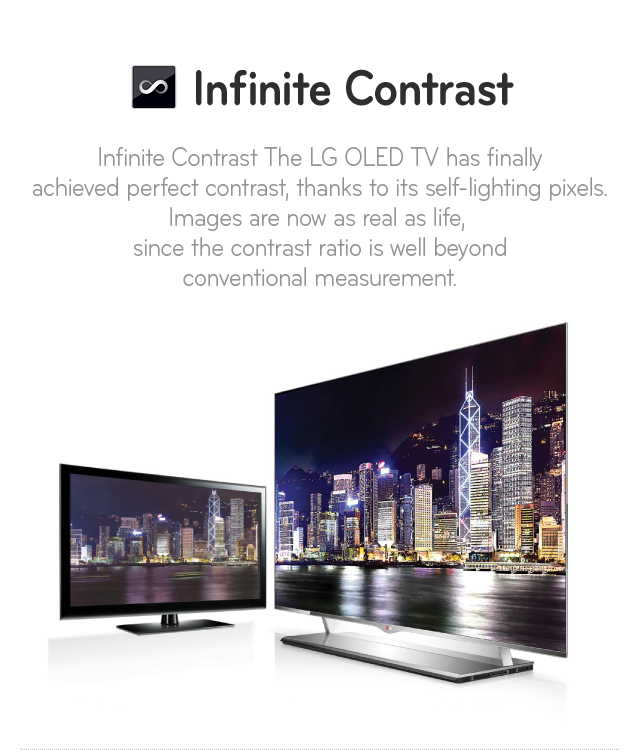 Infinite Contrast
Infinite Contrast The LG OLED TV has finally
achieved perfect contrast, thanks to its self-lighting pixels.
Images are now as real as life,
since the contrast ratio is well beyond
conventional measurement.